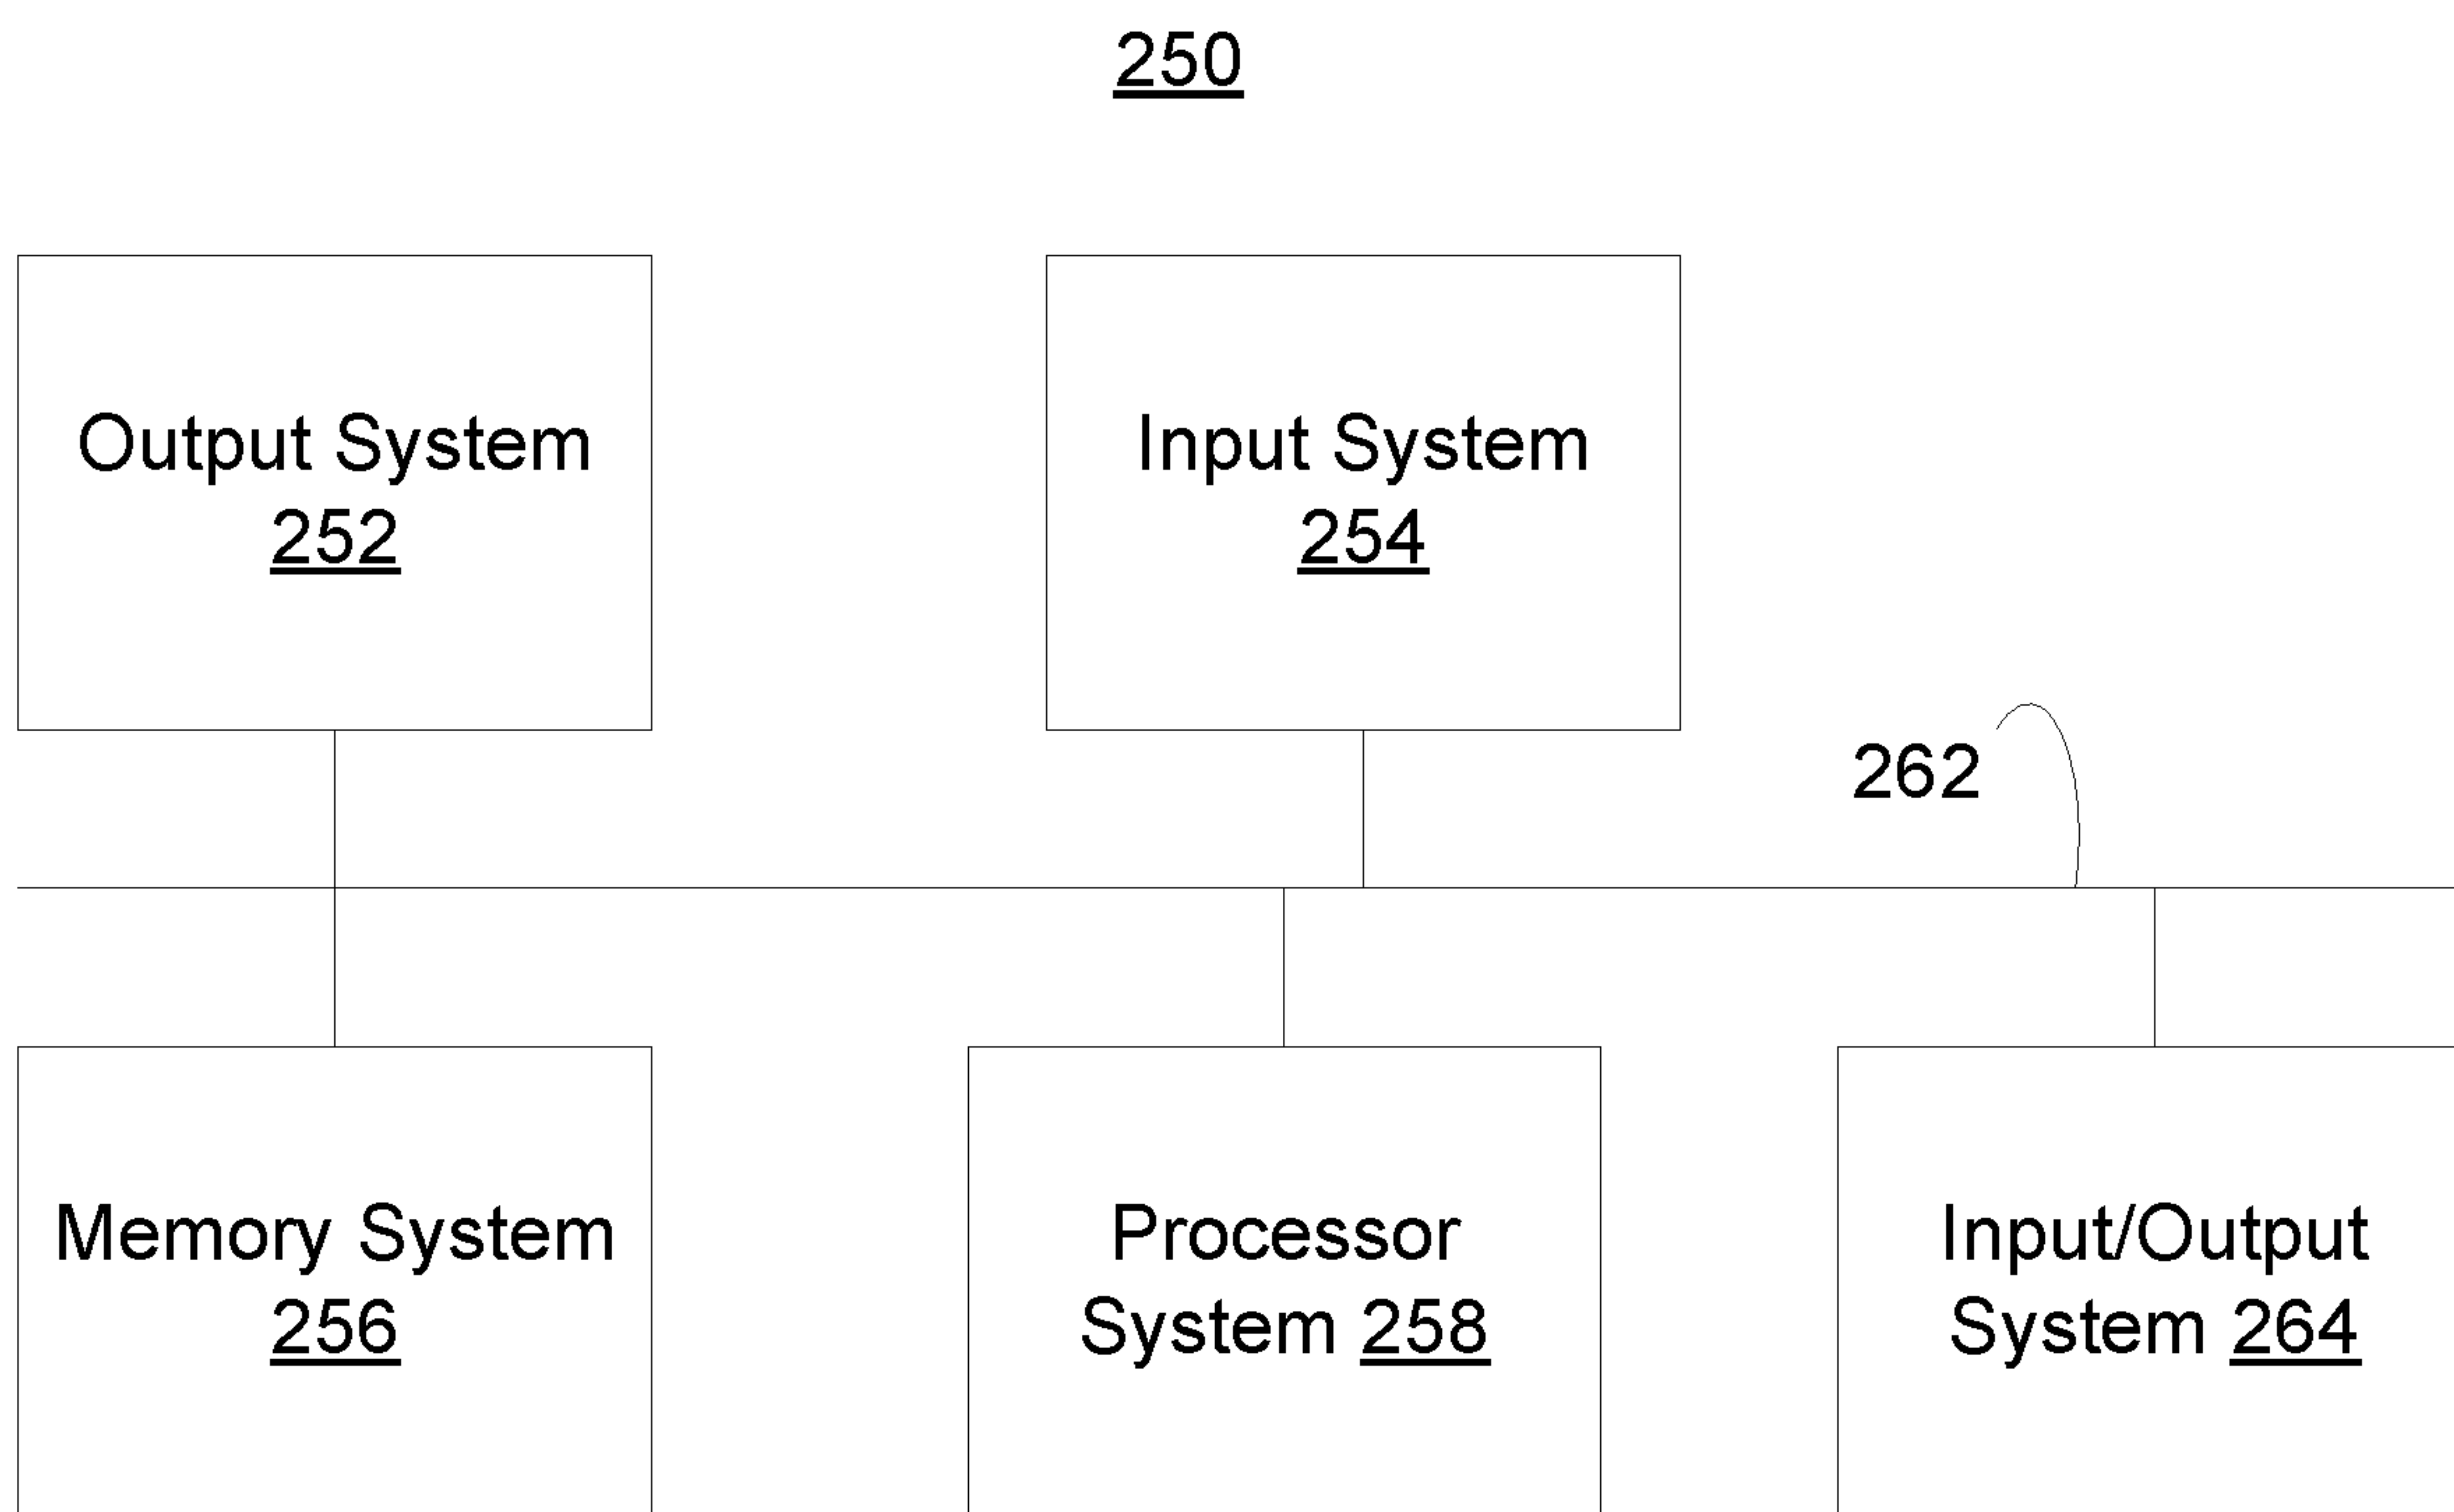 250
Output System
252
Input System
254
262
Memory System
256
Processor
System 258
Input/Output
System 264